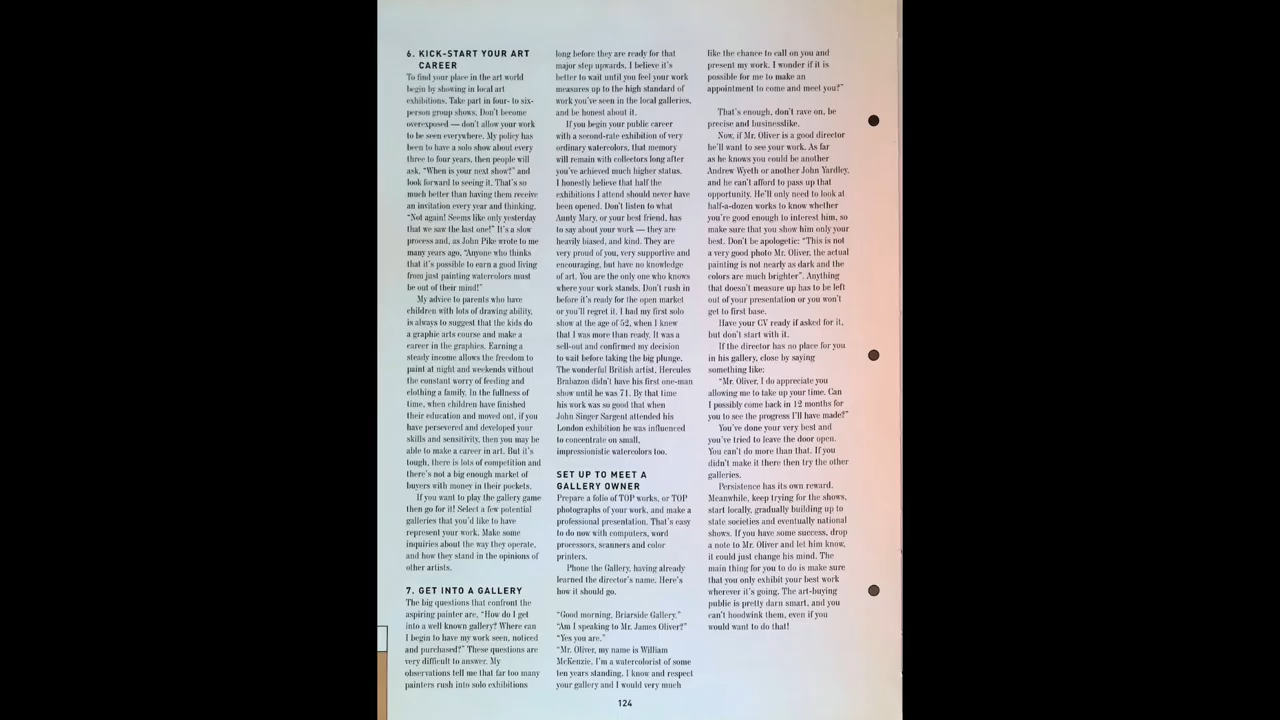 6. KICK-START YOUR ART
CAREER
To find your place in the art world
begin by showing in local art
exhibitions. Take part in four- to six-
person group shows. Don't become
overexposed — don't allow your work
to be seen everywhere. My policy has
been to have a solo show about every
three to four years, then people will
ask, "When is your next show?" and
look forward to seeing it. That's so
much better than having them receive
an invitation every year and thinking,
"Not again! Seems like only yesterday
that we saw the last one!" It's a slow
process and, as John Pike wrote to me
many years ago, "Anyone who thinks
that it's possible to earn a good living
from just painting watercolors must
be out of their mind!"
My advice to parents who have
children with lots of drawing ability,
is always to suggest that the kids do
a graphic arts course and make a
career in the graphics. Earning a
steady income allows the freedom to
paint at night and weekends without
the constant worry of feeding and
clothing a family. In the fullness of
time, when children have finished
their education and moved out, if you
have persevered and developed your
skills and sensitivity, then you may be
able to make a career in art. But it's
tough, there is lots of competition and
there's not a big enough market of
buyers with money in their pockets.
If you want to play the gallery game
then go for it! Select a few potential
galleries that you'd like to have
represent your work. Make some
inquiries about the way they operate,
and how they stand in the opinions of
other artists.
7. GET INTO A GALLERY
The big questions that confront the
aspiring painter are, "How do I get
into a well known gallery? Where can
I begin to have my work seen, noticed
and purchased?" These questions are
very difficult to answer. My
observations tell me that far too many
painters rush into solo exhibitions
long before they are ready for that
major step upwards. I believe it's
better to wait until you feel your work
measures up to the high standard of
work you've seen in the local galleries,
and be honest about it.
If you begin your public career
with a second-rate exhibition of very
ordinary watercolors, that memory
will remain with collectors long after
you've achieved much higher status.
I honestly believe that half the
exhibitions I attend should never have
been opened. Don't listen to what
Aunty Mary, or your best friend, has
to say about your work — they are
heavily biased, and kind. They are
very proud of you, very supportive and
encouraging, but have no knowledge
of art. You are the only one who knows
where your work stands. Don't rush in
before it's ready for the open market
or you'll regret it. I had my first solo
show at the age of 52, when I knew
that I was more than ready. It was a
sell-out and confirmed my decision
to wait before taking the big plunge.
The wonderful British artist, Hercules
Brabazon didn't have his first one-man
show until he was 71. By that time
his work was so good that when
John Singer Sargent attended his
London exhibition he was influenced
to concentrate on small,
impressionistic watercolors too.
SET UP TO MEET A
GALLERY OWNER
Prepare a folio of TOP works, or TOP
photographs of your work, and make a
professional presentation. That's easy
to do now with computers, word
processors, scanners and color
printers.
Phone the Gallery, having already
learned the director's name. Here's
how it should go.
"Good morning, Briarside Gallery."
"Am I speaking to Mr. James Oliver?"
"Yes you are."
"Mr. Oliver, my name is William
McKenzie. I'm a watercolorist of some
ten years standing. I know and respect
your gallery and I would very much
like the chance to call on you and
present my work. I wonder if it is
possible for me to make an
appointment to come and meet you?"
That's enough, don't rave on, be
precise and businesslike.
Now, if Mr. Oliver is a good director
he'll want to see your work. As far
as he knows you could be another
Andrew Wyeth or another John Yardley,
and he can't afford to pass up that
opportunity. He'll only need to look at
half-a-dozen works to know whether
you're good enough to interest him, so
make sure that you show him only your
best. Don't be apologetic: "This is not
a very good photo Mr. Oliver, the actual
painting is not nearly as dark and the
colors are much brighter". Anything
that doesn't measure up has to be left
out of your presentation or you won't
get to first base.
Have your CV ready if asked for it,
but don't start with it.
If the director has no place for you
in his gallery, close by saying
something like:
"Mr. Oliver, I do appreciate you
allowing me to take up your time. Can
I possibly come back in 12 months for
you to see the progress I'll have made?"
You've done your very best and
you've tried to leave the door open.
You can't do more than that. If you
didn't make it there then try the other
galleries.
Persistence has its own reward.
Meanwhile, keep trying for the shows,
start locally, gradually building up to
state societies and eventually national
shows. If you have some success, drop
a note to Mr. Oliver and let him know,
it could just change his mind. The
main thing for you to do is make sure
that you only exhibit your best work
wherever it's going. The art-buying
public is pretty darn smart, and you
can't hoodwink them, even if you
would want to do that!
124